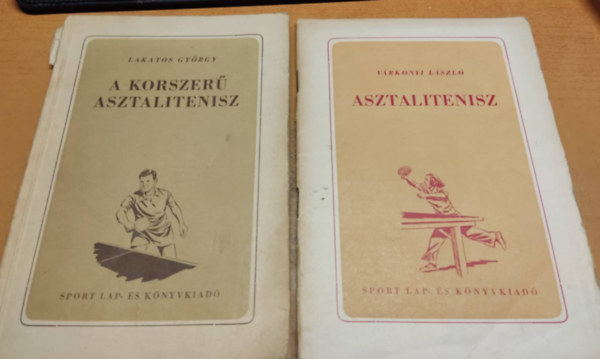 LAKATOS GYÖRGY
A KORSZERŰ
ASZTALITENISZ
SPORT LAP- ÉS KÖNYVKIADÓ
VÁRKONYI LÁSZLÓ
ASZTALITENISZ
SPORT LAP- ÉS KÖNYVKIADÓ